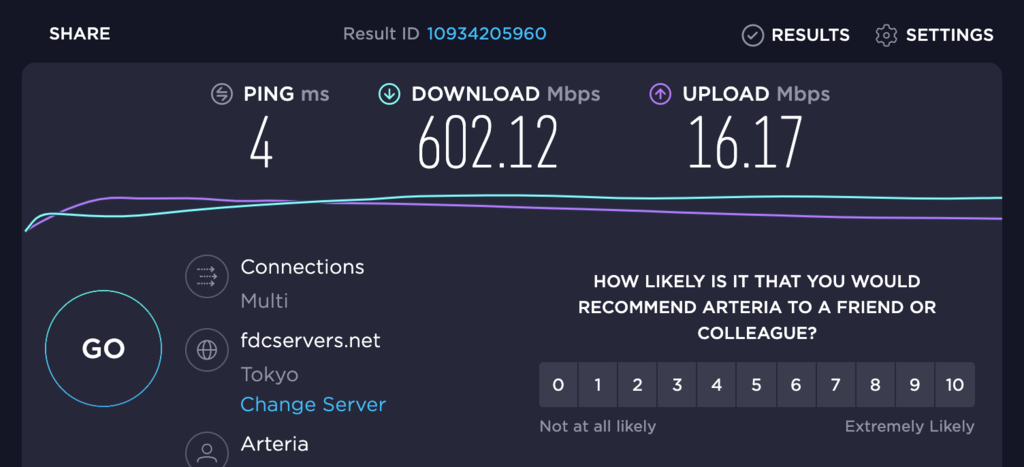 SHARE
Result ID 10934205960
RESULTS
SETTINGS
PING ms
DOWNLOAD Mbps
UPLOAD Mbps
4
602.12
16.17
GO
Connections
Multi
fdcservers.net
Tokyo
Change Server
Arteria
HOW LIKELY IS IT THAT YOU WOULD
RECOMMEND ARTERIA TO A FRIEND OR
COLLEAGUE?
0 1 2 3 4 5 6 7 8 9 10
Not at all likely
Extremely Likely